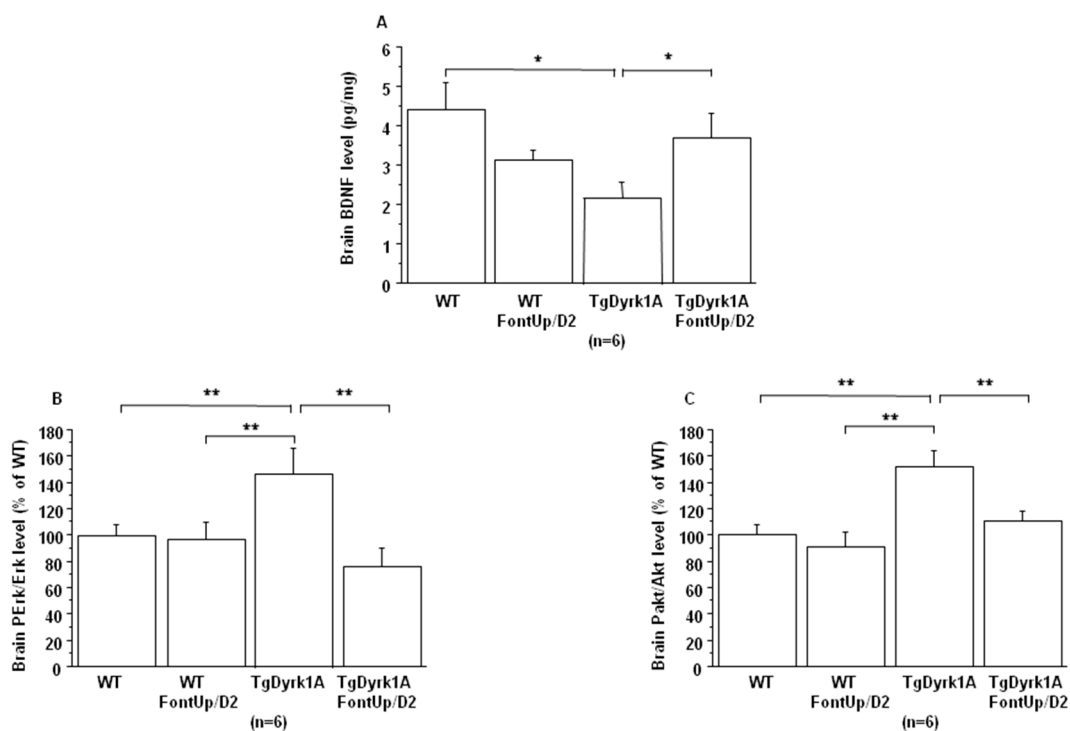 A
Brain BDNF level (pg/mg)
6
5
4
3
2
1
0
*
*
WT
WT
FontUp/D2
TgDyrk1A
TgDyrk1A
FontUp/D2
(n=6)
B
Brain PErk/Erk level (% of WT)
180
160
140
120
100
80
60
40
20
0
**
**
**
WT
WT
FontUp/D2
TgDyrk1A
TgDyrk1A
FontUp/D2
(n=6)
C
Brain Pakt/Akt level (% of WT)
180
160
140
120
100
80
60
40
20
0
**
**
**
WT
WT
FontUp/D2
TgDyrk1A
TgDyrk1A
FontUp/D2
(n=6)